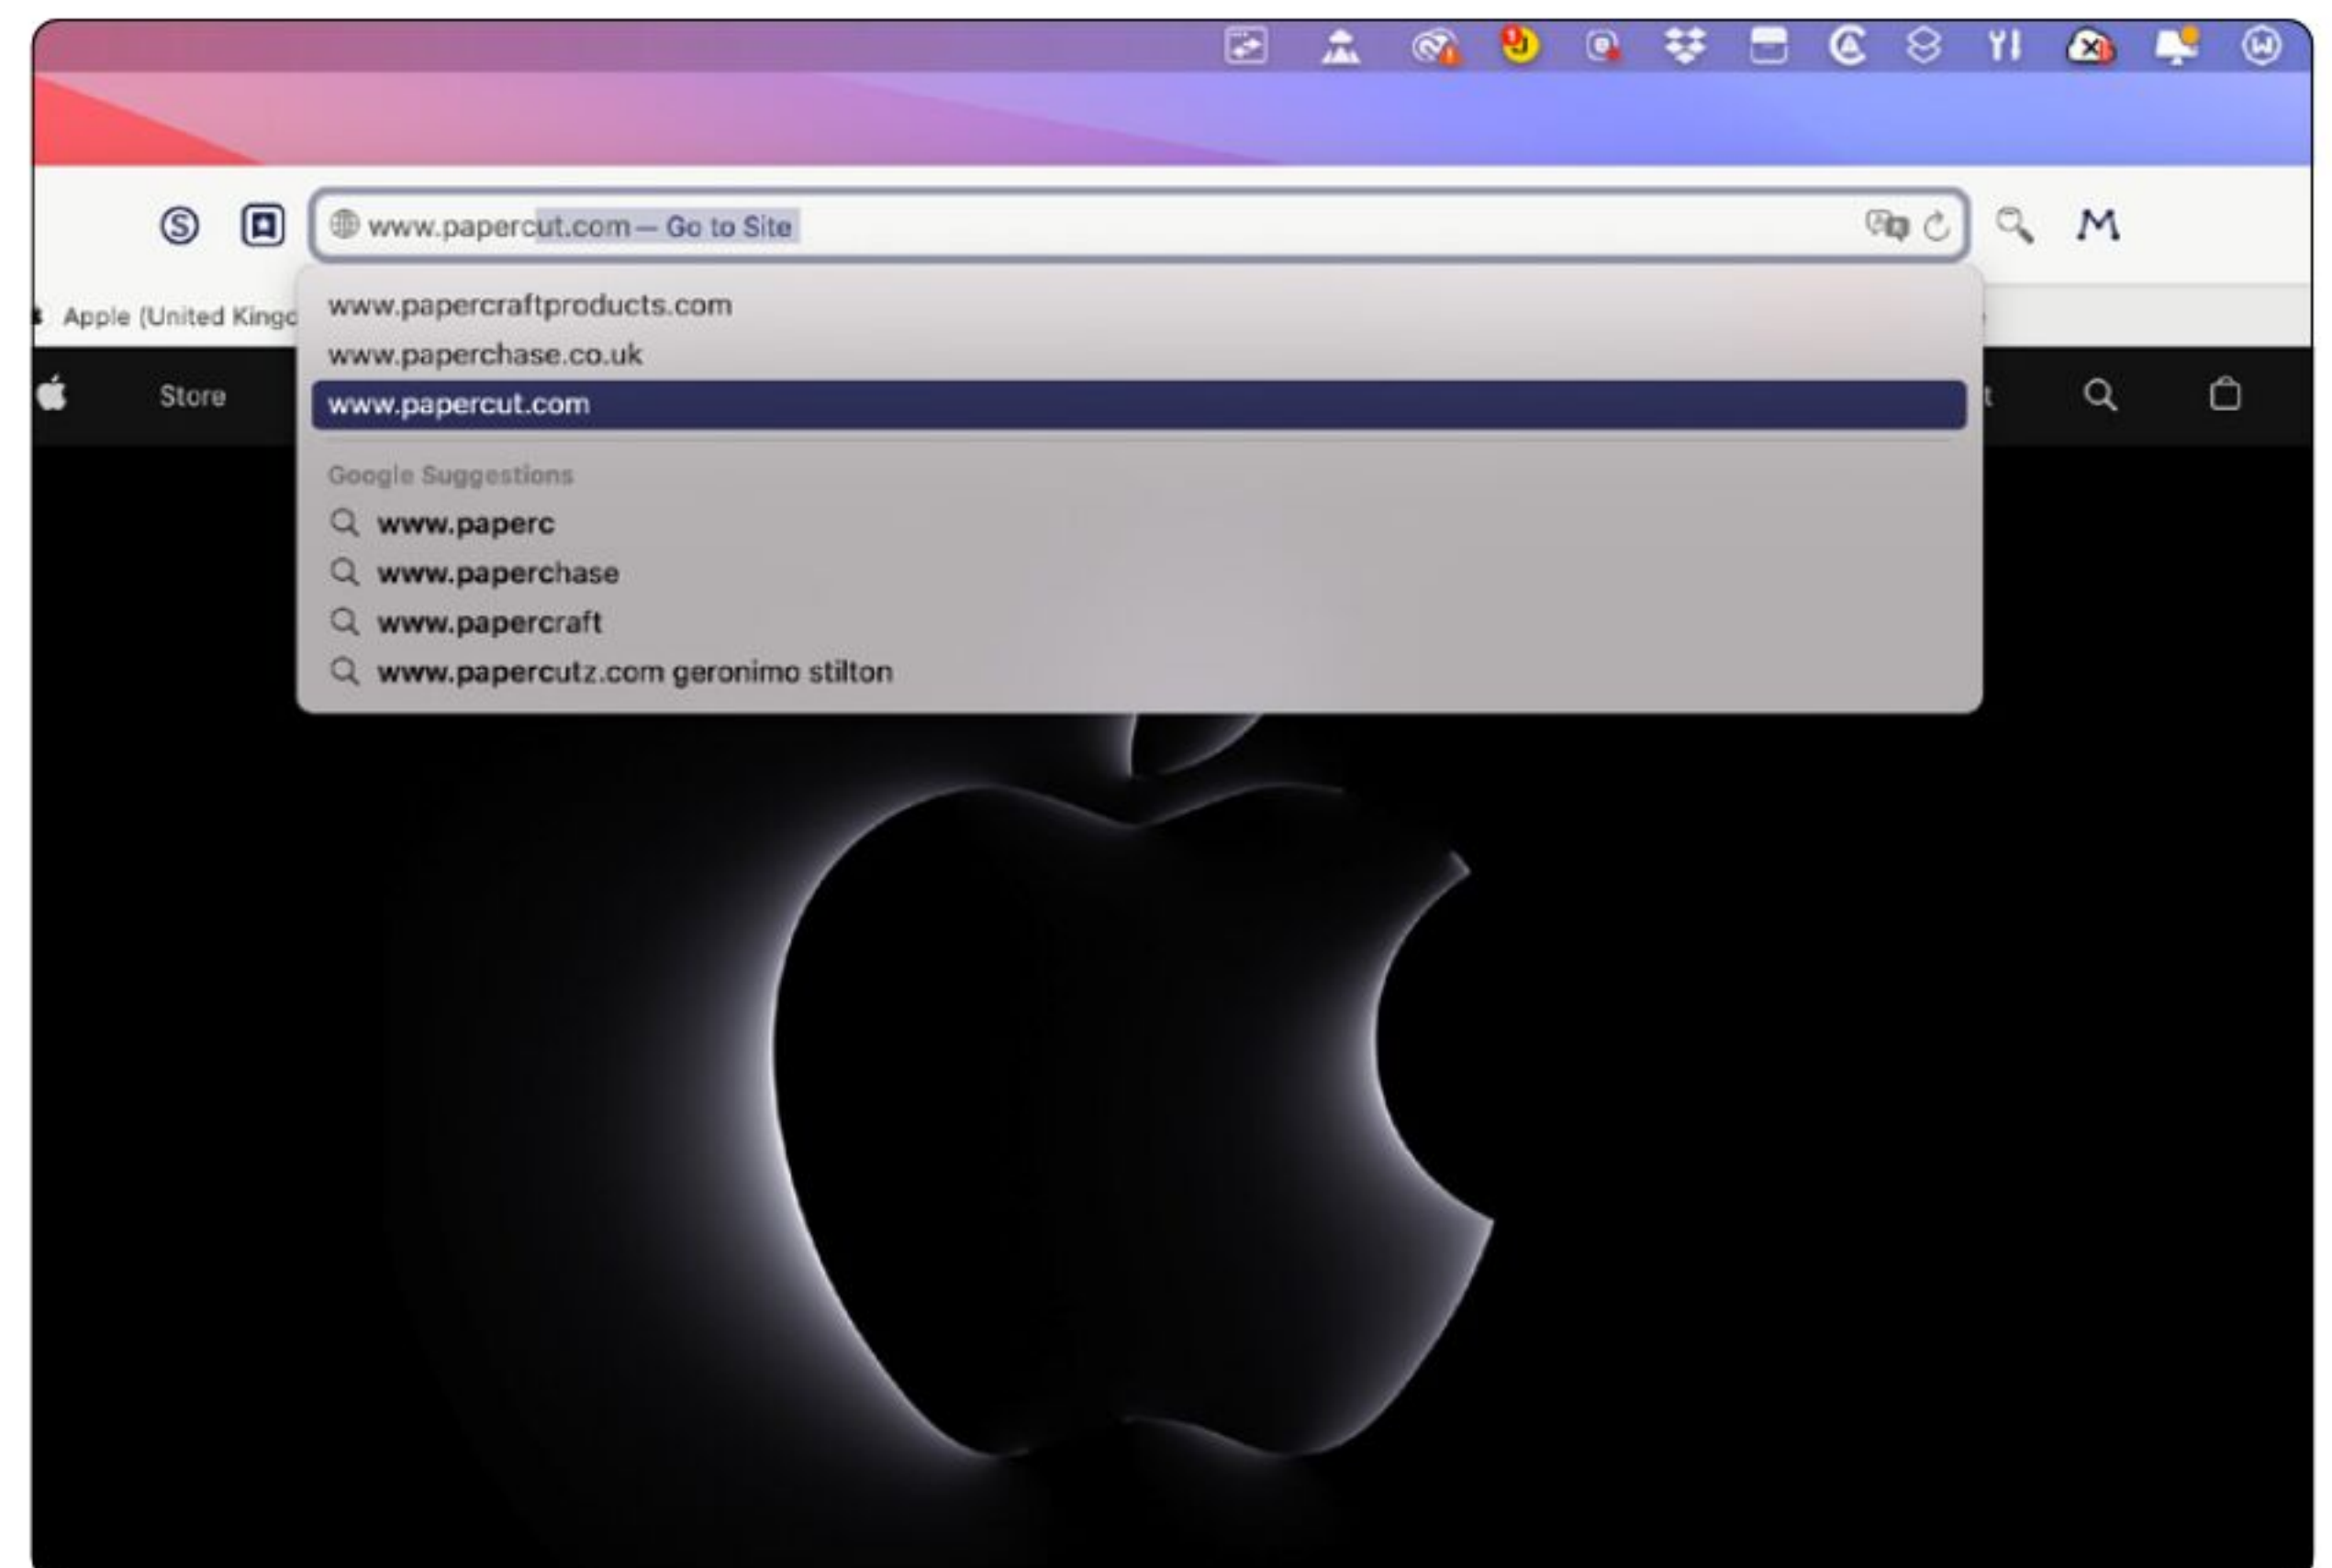 www.papercut.com — Go to Site
www.papercraftproducts.com
Apple (United Kingd
www.paperchase.co.uk
Store
www.papercut.com
t
Google Suggestions
www.paperc
www.paperchase
www.papercraft
www.papercutz.com geronimo stilton